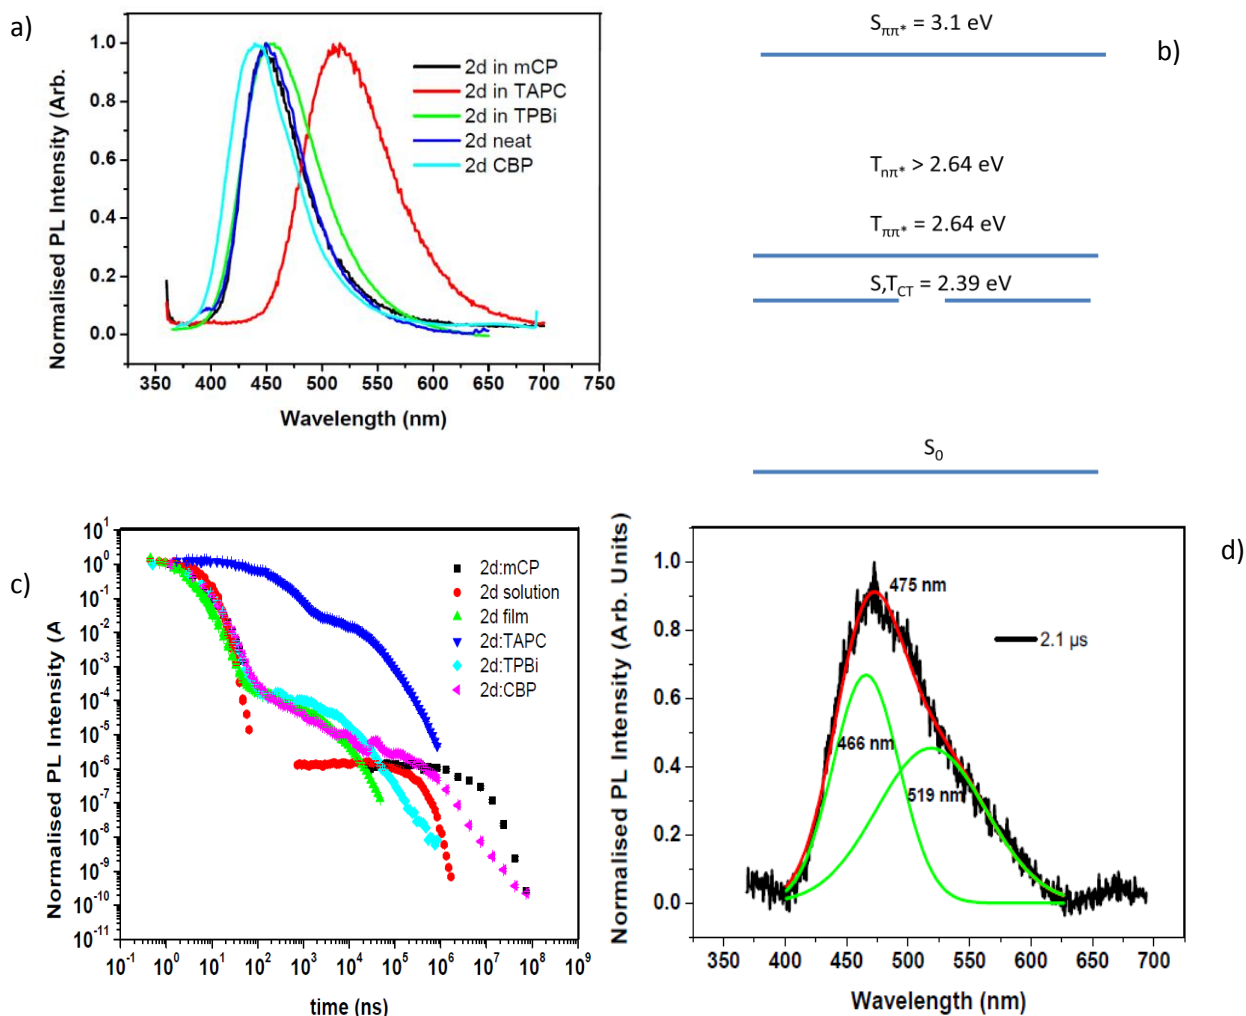 a)
1.0
0.8
0.6
0.4
0.2
0.0
Normalised PL Intensity (Arb.
2d in mCP
2d in TAPC
2d in TPBi
2d neat
2d CBP
350 400 450 500 550 600 650 700 750
Wavelength (nm)
b)
Sππ* = 3.1 eV
Tnπ* > 2.64 eV
Tππ* = 2.64 eV
S,TCT = 2.39 eV
S0
c)
10^1
10^0
10^-1
10^-2
10^-3
10^-4
10^-5
10^-6
10^-7
10^-8
10^-9
10^-10
10^-11
Normalised PL Intensity (A
2d:mCP
2d solution
2d film
2d:TAPC
2d:TPBi
2d:CBP
10^-1 10^0 10^1 10^2 10^3 10^4 10^5 10^6 10^7 10^8 10^9
time (ns)
d)
1.0
0.8
0.6
0.4
0.2
0.0
Normalised PL Intensity (Arb. Units)
475 nm
2.1 µs
466 nm
519 nm
350 400 450 500 550 600 650 700
Wavelength (nm)